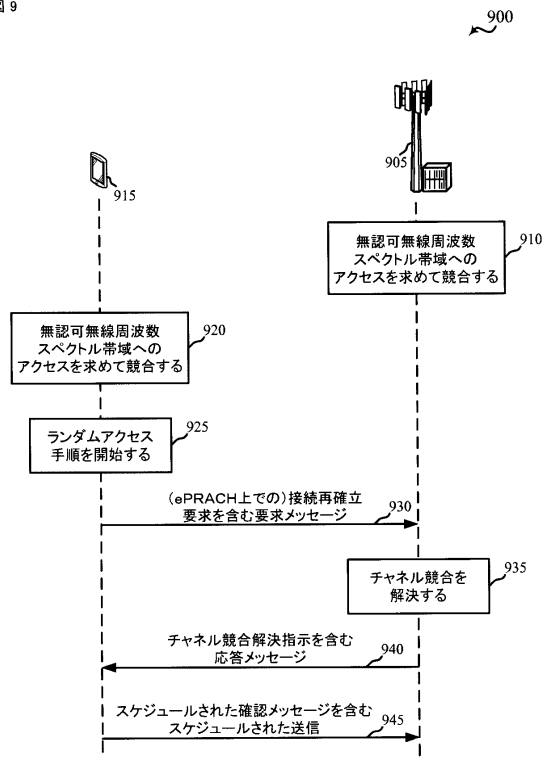 図 9
900
905
915
無認可無線周波数
スペクトル帯域への
アクセスを求めて競合する
910
無認可無線周波数
スペクトル帯域への
アクセスを求めて競合する
920
ランダムアクセス
手順を開始する
925
(ePRACH上での)接続再確立
要求を含む要求メッセージ
930
チャネル競合を
解決する
935
チャネル競合解決指示を含む
応答メッセージ
940
スケジュールされた確認メッセージを含む
スケジュールされた送信
945